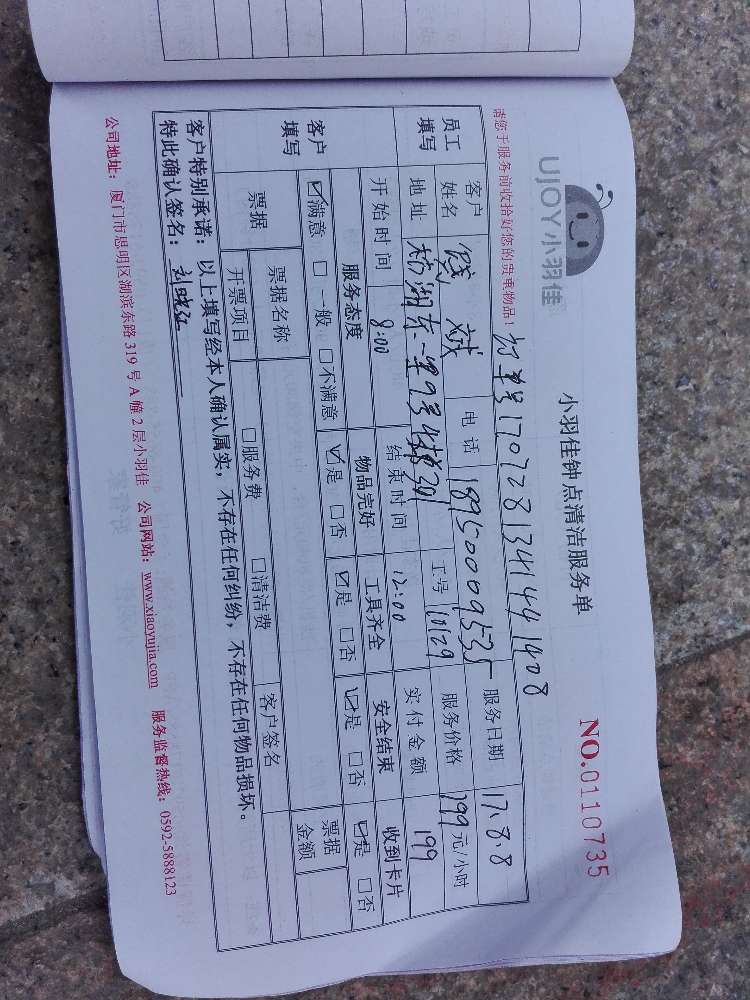 UJOY小羽佳
小羽佳钟点清洁服务单
NO.0110735
请您于服务前收拾好您的贵重物品！
订单号170728134144 1408
员工填写 客户姓名 电话 18950009535 服务日期 17.8.8
地址 湖东一里9号 工号 10129 服务价格 199 元/小时
开始时间 8:00 结束时间 12:00 实付金额 199
客户填写 服务态度 物品完好 工具齐全 安全结束 收到卡片
☑满意 □一般 □不满意 ☑是 □否 ☑是 □否 ☑是 □否 ☑是 □否
票据 票据名称 客户签名 票据金额
开票项目 □服务费 □清洁费
客户特别承诺：以上填写经本人确认属实，不存在任何纠纷，不存在任何物品损坏。
特此确认签名：
公司地址：厦门市思明区湖滨东路319号A幢2层小羽佳 公司网站：www.xiaoyujia.com 服务监督热线：0592-5888123